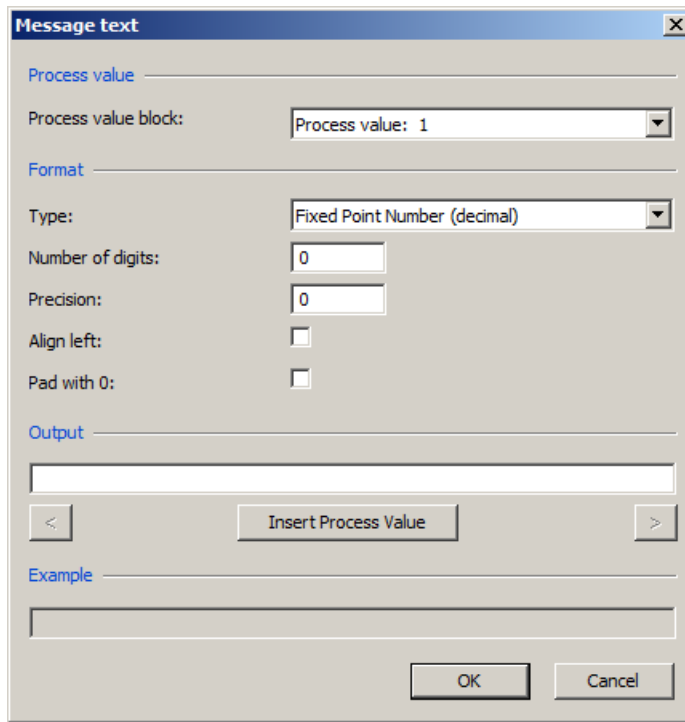 Message text
Process value
Process value block: Process value: 1
Format
Type: Fixed Point Number (decimal)
Number of digits: 0
Precision: 0
Align left:
Pad with 0:
Output
< Insert Process Value >
Example
OK Cancel